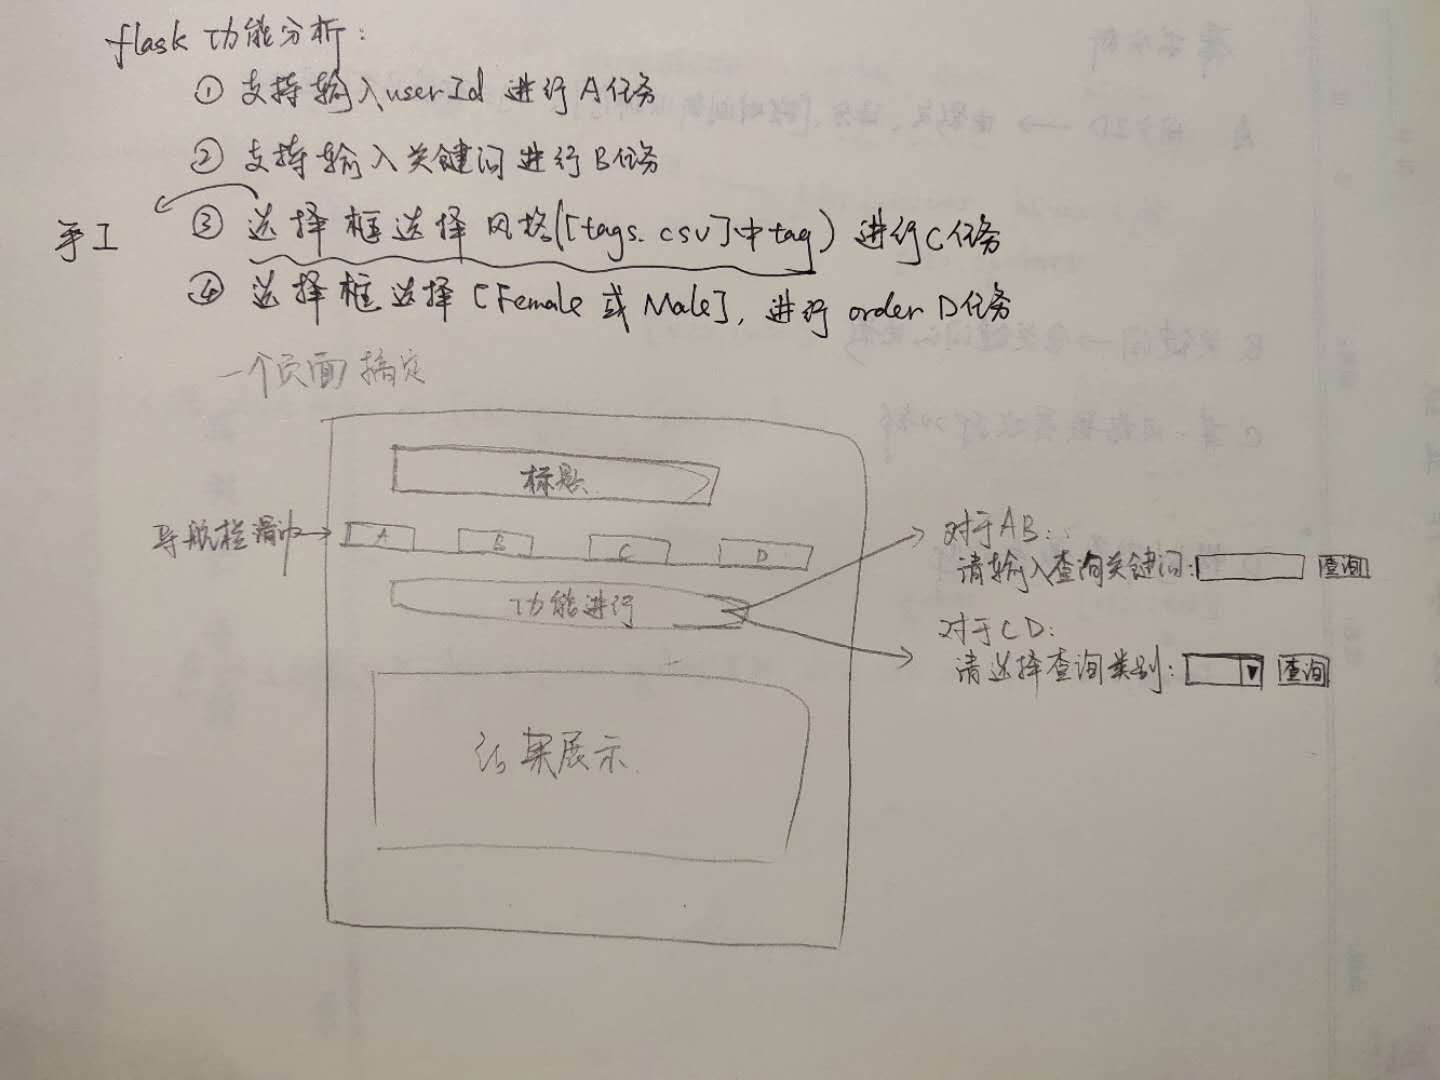 flask 功能分析:
① 支持输入userId 进行A任务
② 支持输入关键词进行B任务
手工
③ 选择框选择风格([tags.csv]中tag) 进行C任务
④ 选择框选择 [Female 或 Male], 进行 order D任务
一个页面搞定
标题
导航栏
A B C D
功能进行
对于AB:
请输入查询关键词: 查询
对于CD:
请选择查询类别: ▼ 查询
结果展示